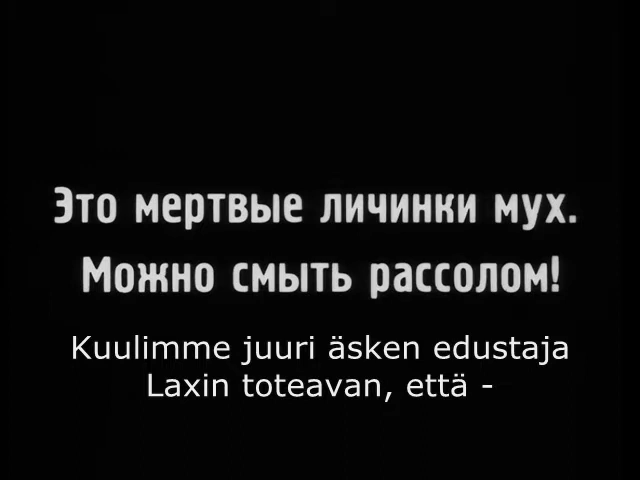 Это мертвые личинки мух.
Можно смыть рассолом!
Kuulimme juuri äsken edustaja
Laxin toteavan, että -